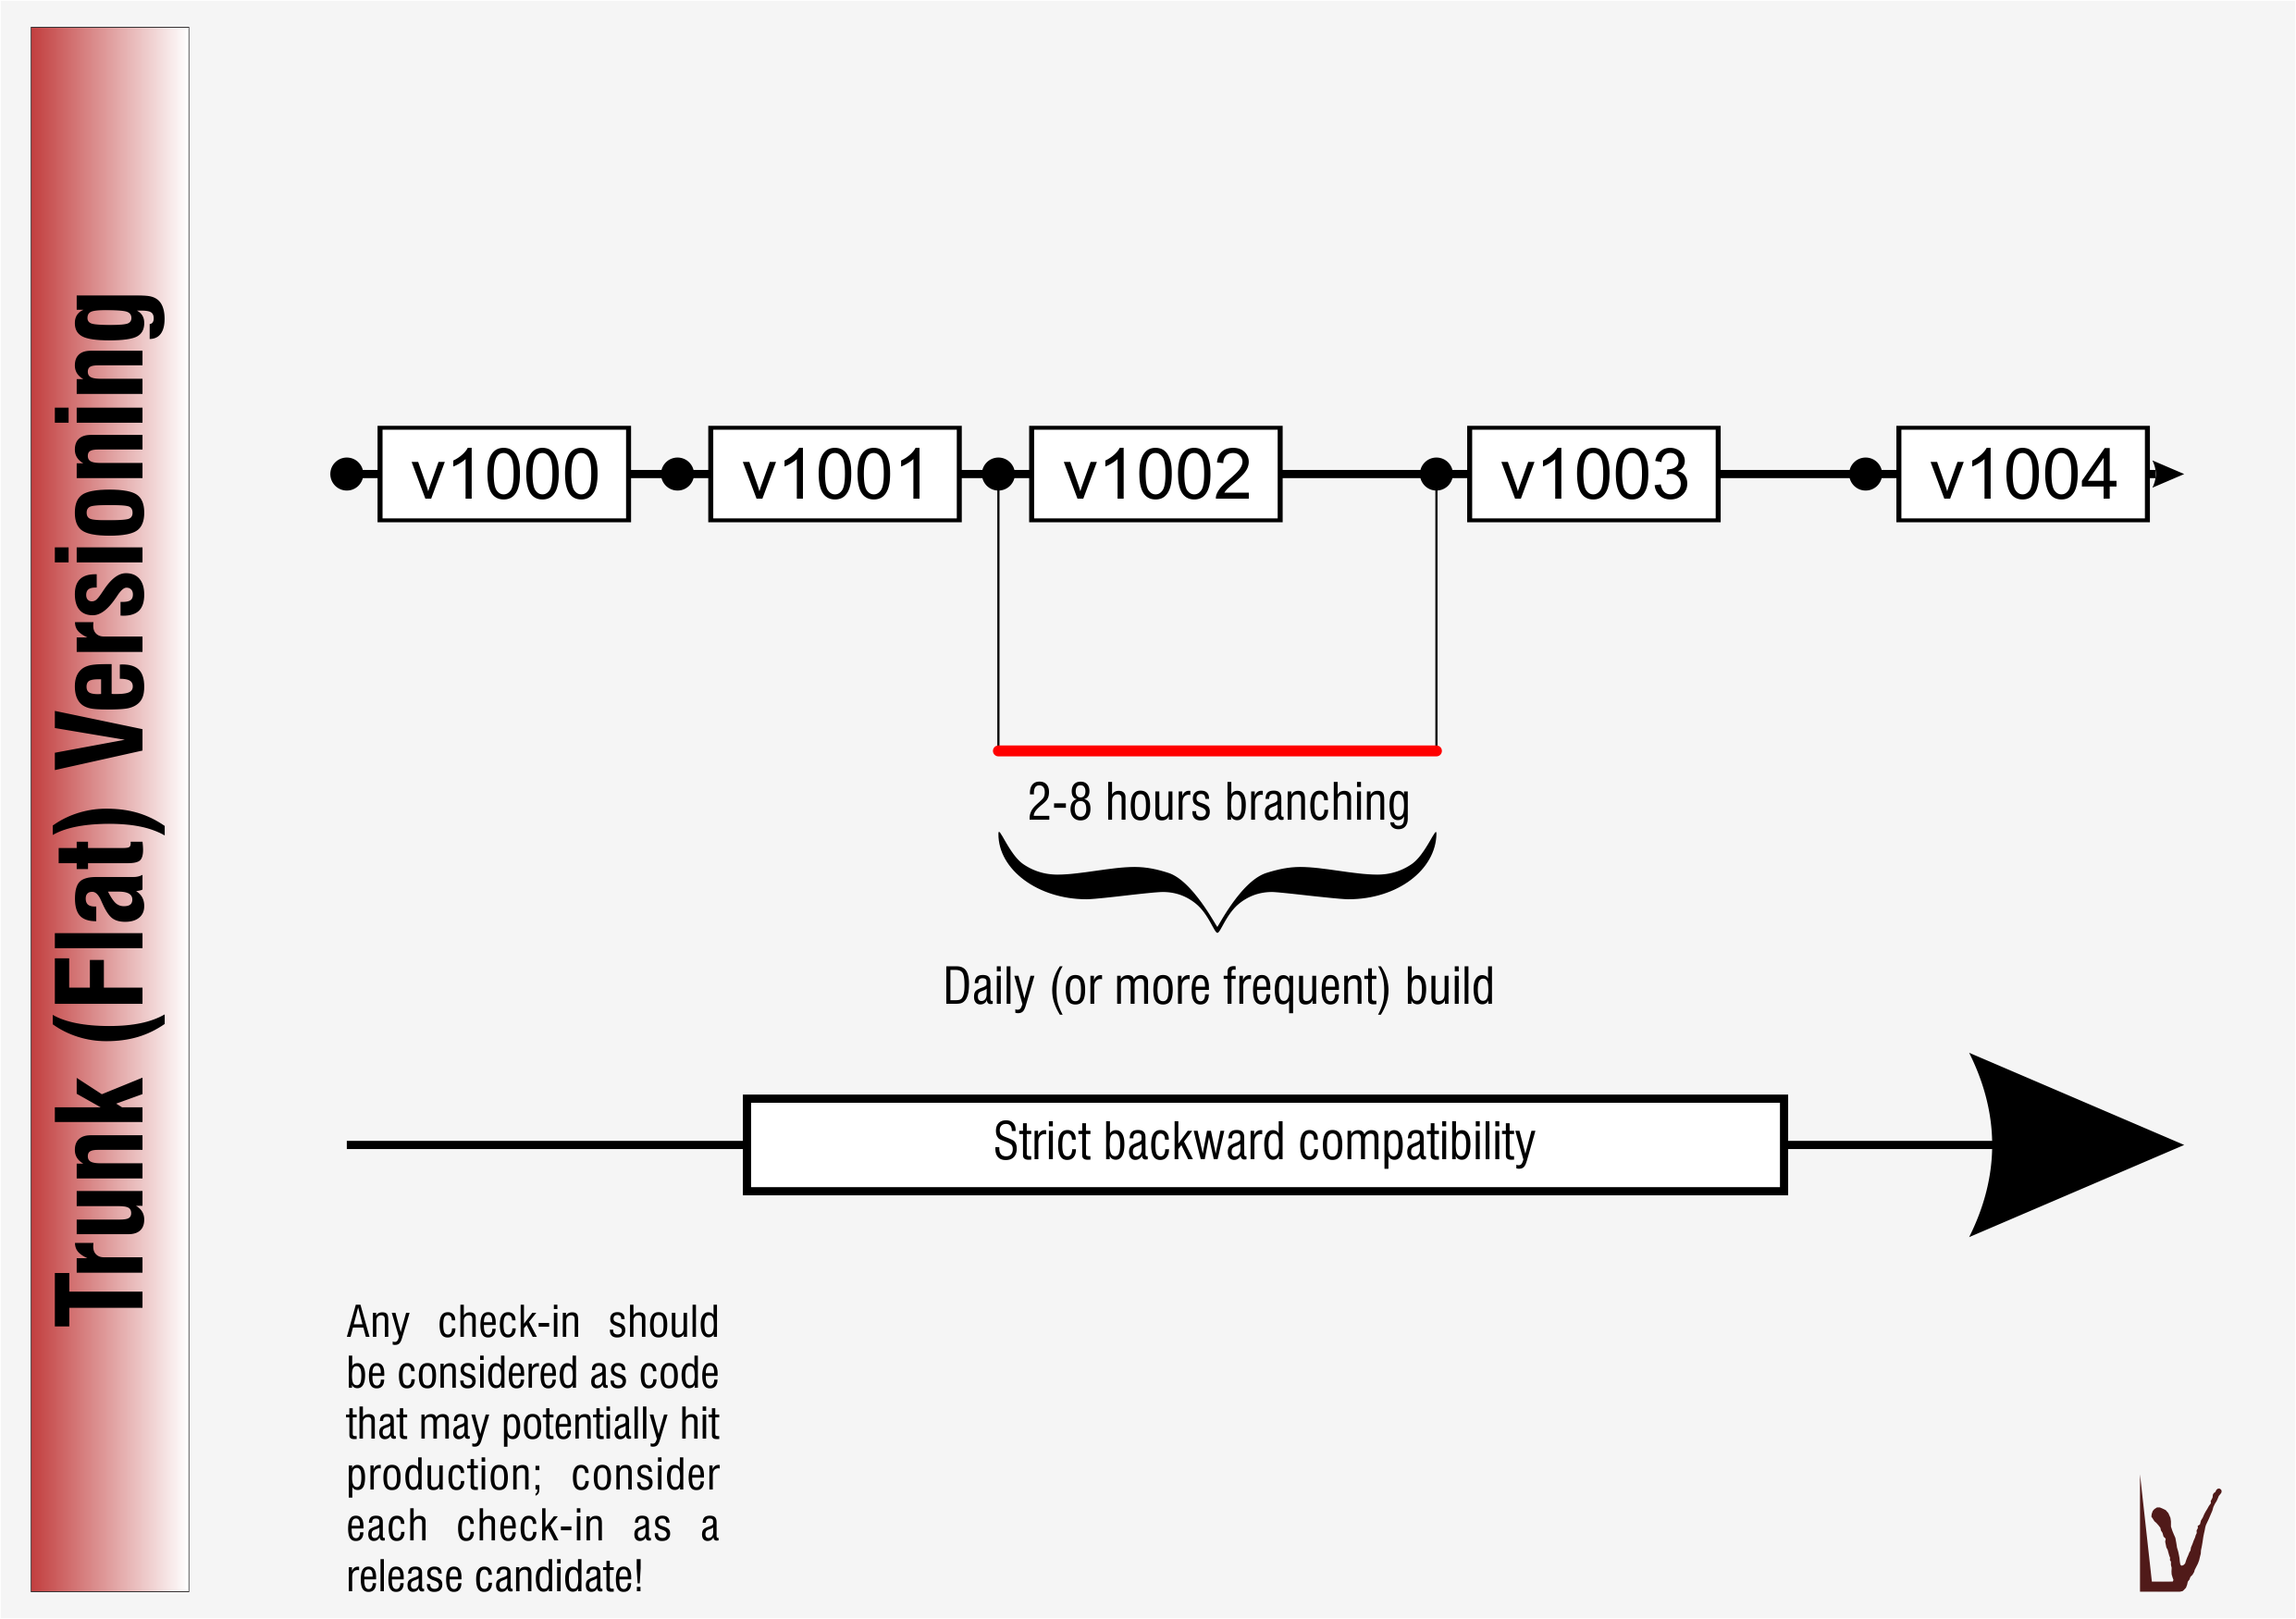 Trunk (Flat) Versioning
v1000
v1001
v1002
v1003
v1004
2-8 hours branching
Daily (or more frequent) build
Strict backward compatibility
Any check-in should
be considered as code
that may potentially hit
production; consider
each check-in as a
release candidate!